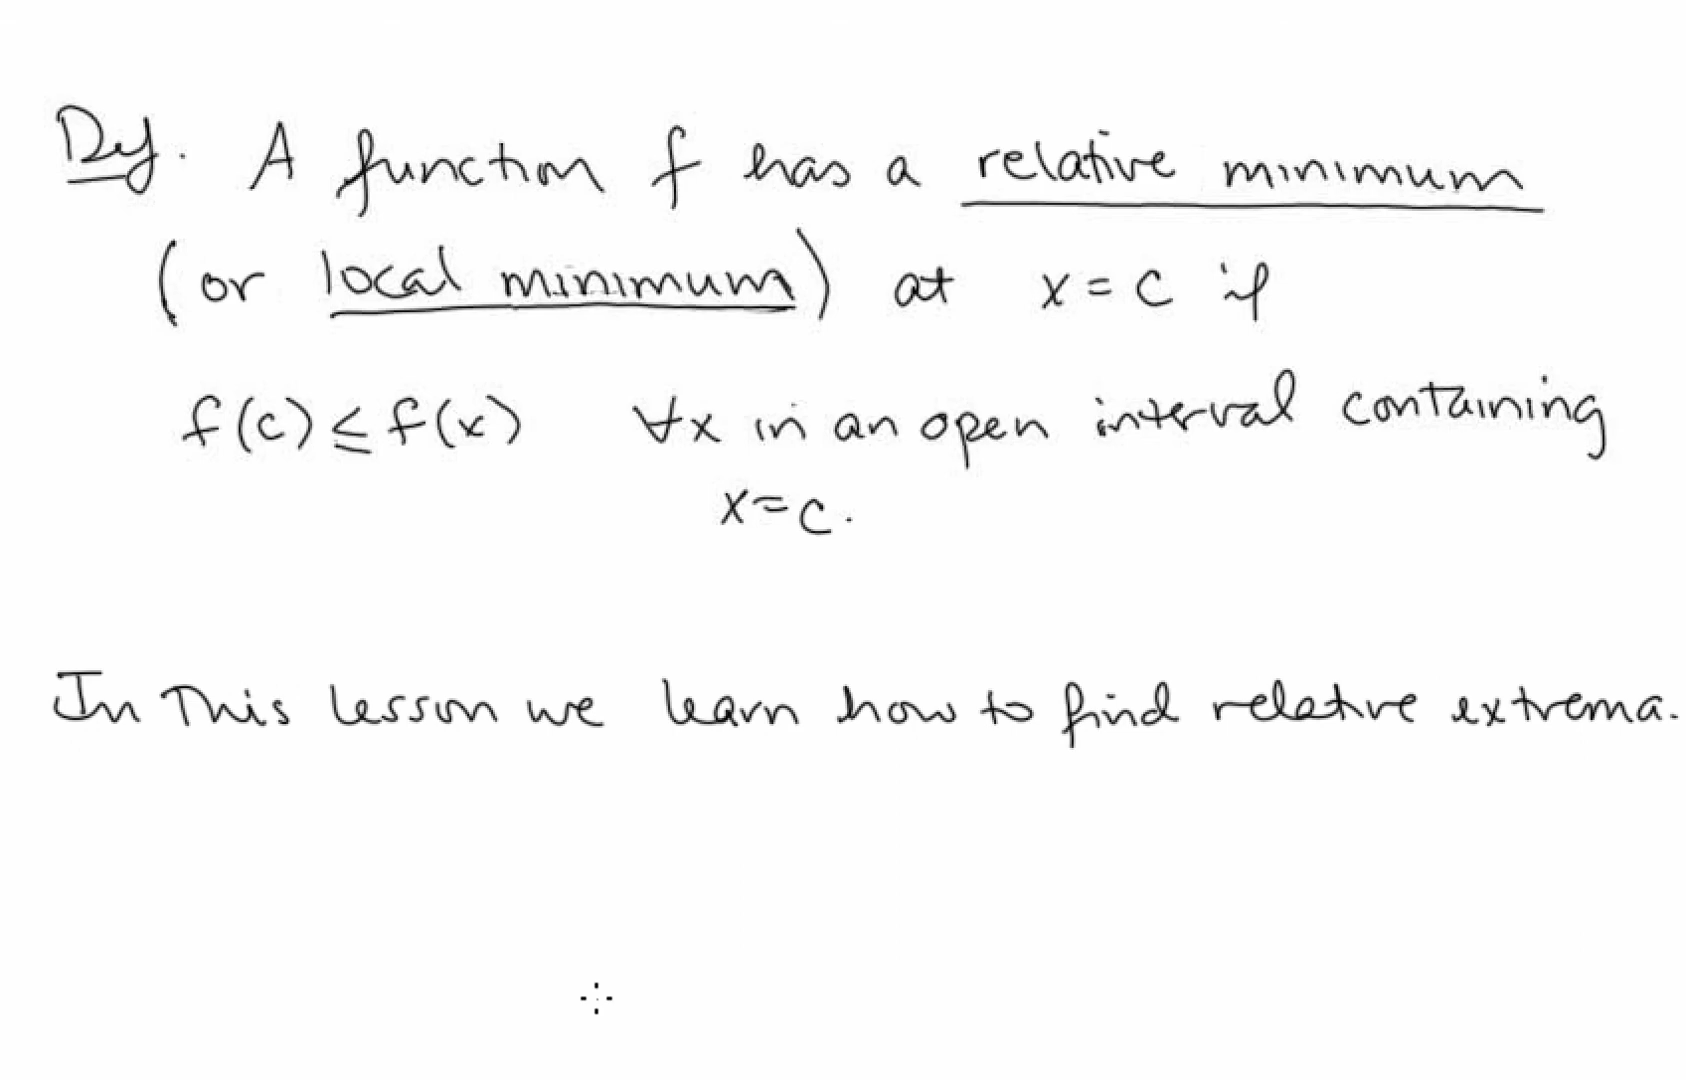 Def. A function f has a relative minimum
(or local minimum) at x = c if
f(c) ≤ f(x) ∀x in an open interval containing
x=c.
In this lesson we learn how to find relative extrema.